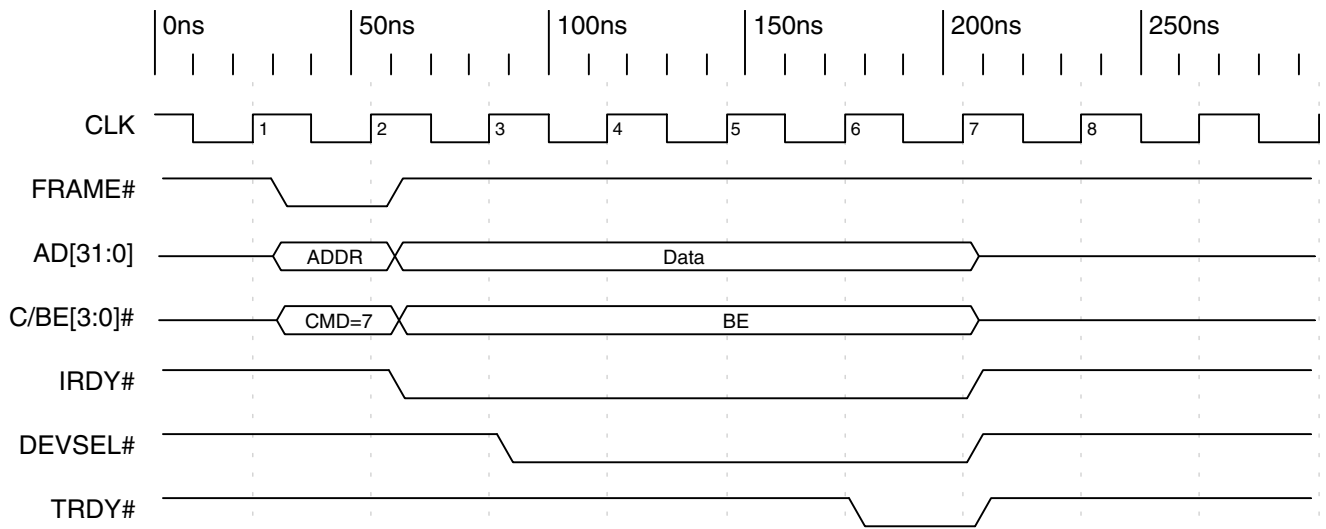 0ns 50ns 100ns 150ns 200ns 250ns
CLK 1 2 3 4 5 6 7 8
FRAME#
AD[31:0] ADDR Data
C/BE[3:0]# CMD=7 BE
IRDY#
DEVSEL#
TRDY#